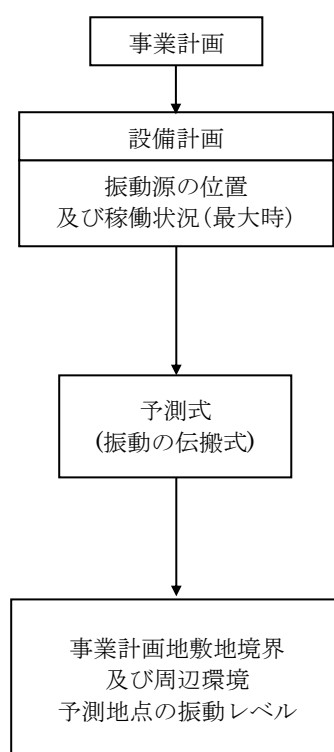 事業計画
設備計画
振動源の位置
及び稼働状況(最大時)
予測式
(振動の伝搬式)
事業計画地敷地境界
及び周辺環境
予測地点の振動レベル